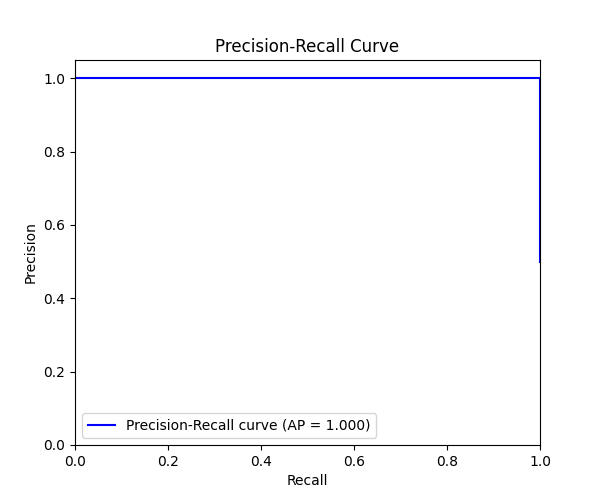 Precision-Recall Curve
1.0
0.8
0.6
0.4
0.2
0.0
Precision
Precision-Recall curve (AP = 1.000)
0.0 0.2 0.4 0.6 0.8 1.0
Recall